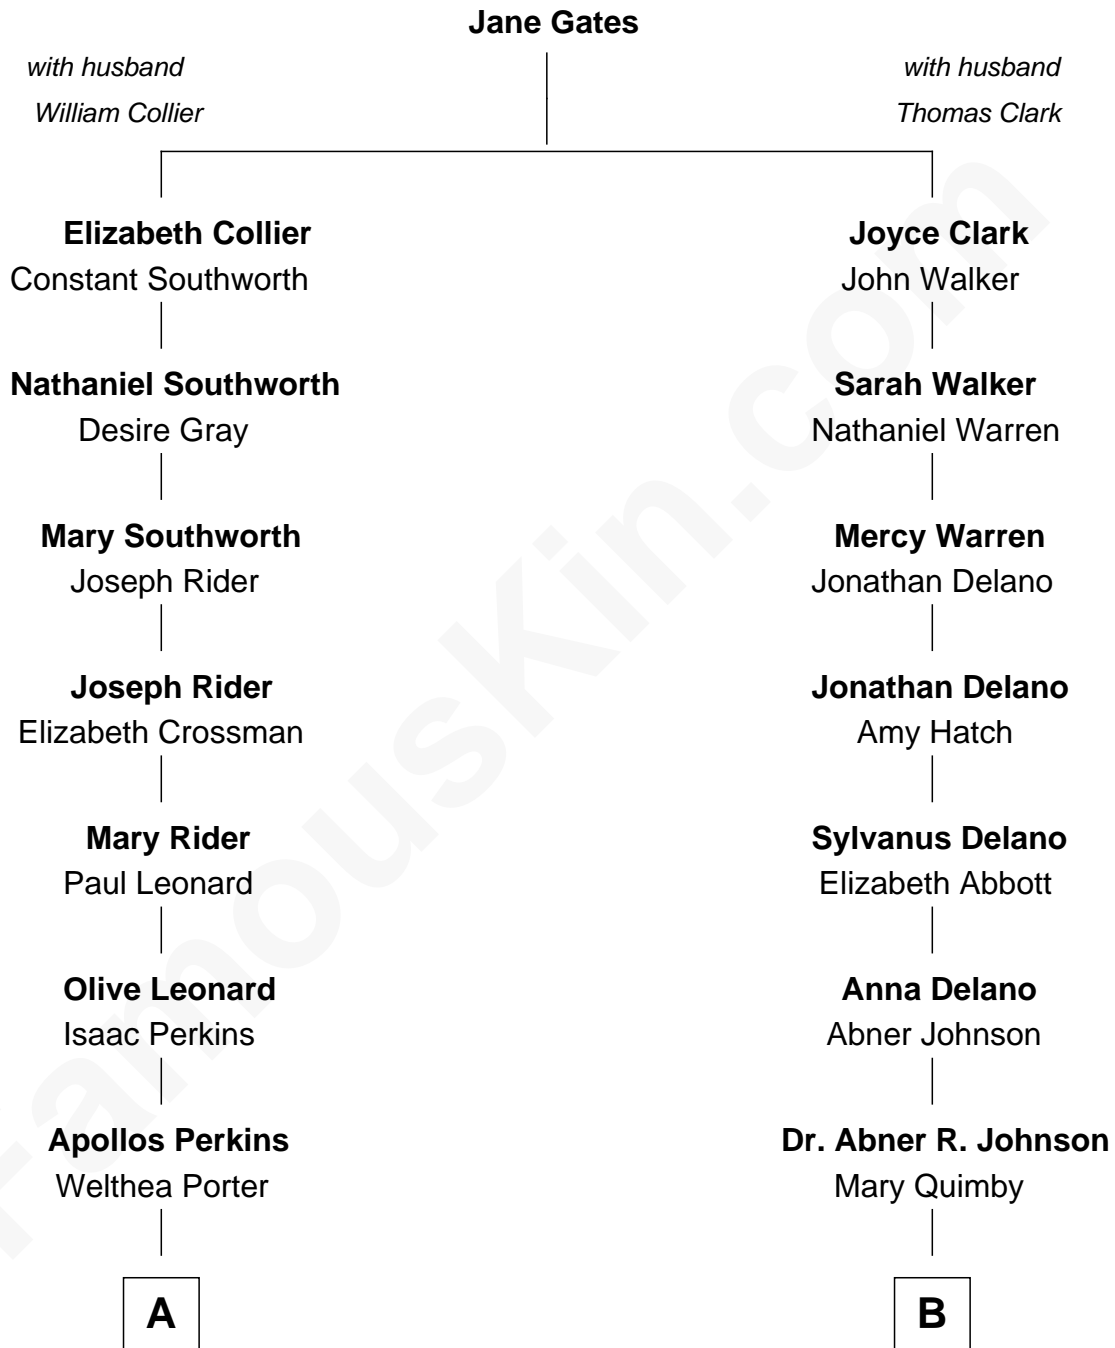 Jane Gates
with husband
William Collier
with husband
Thomas Clark
Elizabeth Collier
Constant Southworth
Joyce Clark
John Walker
Nathaniel Southworth
Desire Gray
Sarah Walker
Nathaniel Warren
Mary Southworth
Joseph Rider
Mercy Warren
Jonathan Delano
Joseph Rider
Elizabeth Crossman
Jonathan Delano
Amy Hatch
Mary Rider
Paul Leonard
Sylvanus Delano
Elizabeth Abbott
Olive Leonard
Isaac Perkins
Anna Delano
Abner Johnson
Apollos Perkins
Welthea Porter
Dr. Abner R. Johnson
Mary Quimby
A
B
FamousKin.com